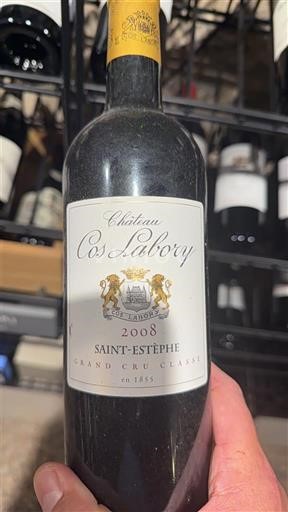 Château
Cos Labory
COS LABORY
2008
SAINT-ESTÈPHE
GRAND CRU CLASSÉ
en 1855